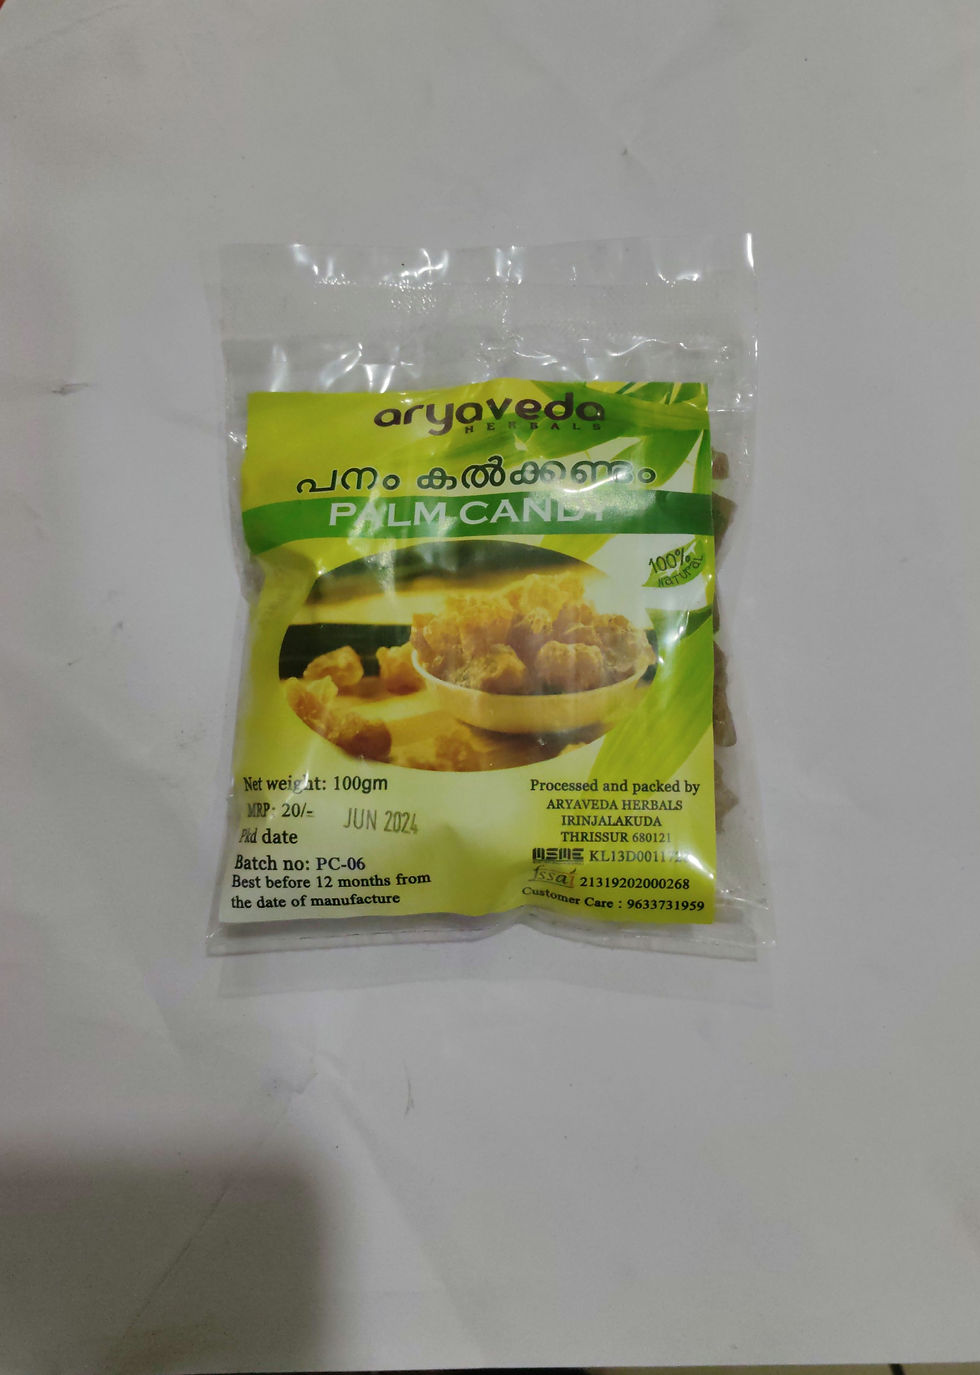 aryaveda
HERBALS
പനം കൽക്കണ്ടം
PALM CANDY
100%
NATURAL
Net weight: 100gm
MRP: 20/-
JUN 2024
Pkd date
Batch no: PC-06
Best before 12 months from
the date of manufacture
Processed and packed by
ARYAVEDA HERBALS
IRINJALAKUDA
THRISSUR 680121
MSME
fssai 21319202000268
Customer Care : 9633731959